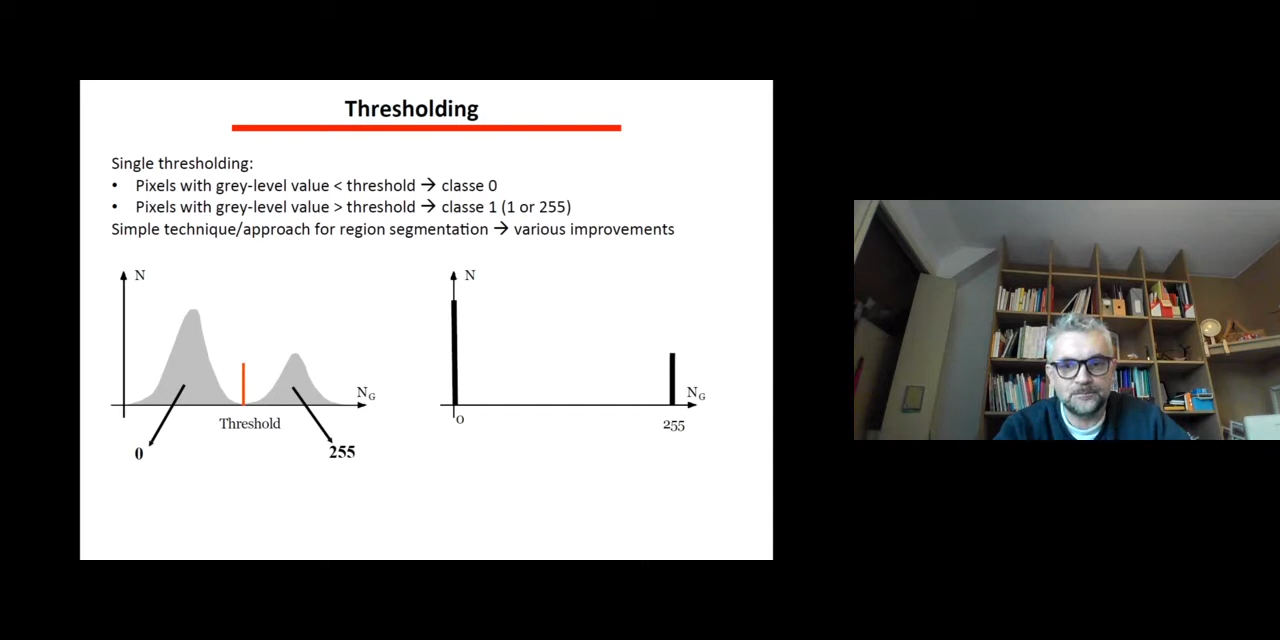 Thresholding
Single thresholding:
• Pixels with grey-level value < threshold → classe 0
• Pixels with grey-level value > threshold → classe 1 (1 or 255)
Simple technique/approach for region segmentation → various improvements
N
N_G
Threshold
0
255
N
N_G
0
255